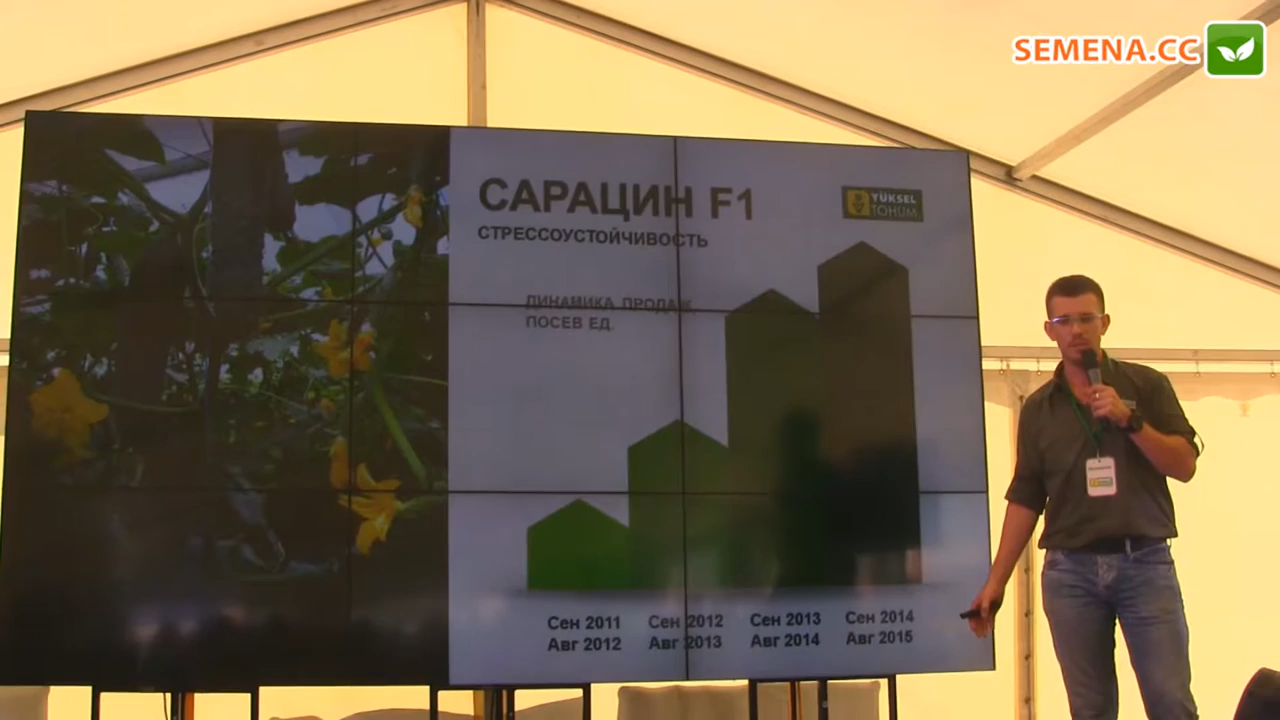 SEMENA.CC
САРАЦИН F1
СТРЕССОУСТОЙЧИВОСТЬ
YÜKSEL
TOHUM
ДИНАМИКА ПРОДАЖ
ПОСЕВ ЕД.
Сен 2011
Авг 2012
Сен 2012
Авг 2013
Сен 2013
Авг 2014
Сен 2014
Авг 2015